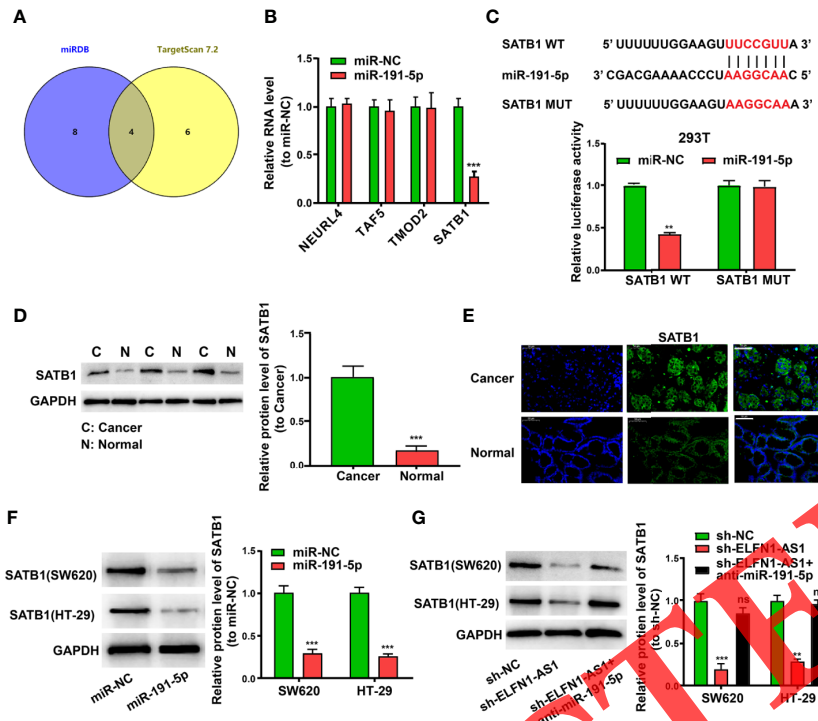 A
miRDB
TargetScan 7.2
8
4
6
B
miR-NC
miR-191-5p
Relative RNA level
(to miR-NC)
1.5
1.0
0.5
0.0
***
NEURL4
TAF5
TMOD2
SATB1
C
SATB1 WT 5' UUUUUUGGAAGUUUCCGUUA 3'
miR-191-5p 3' CGACGAAAACCCUAAGGCAAC 5'
SATB1 MUT 5' UUUUUUGGAAGUAAGGCAAA 3'
293T
miR-NC miR-191-5p
Relative luciferase activity
1.5
1.0
0.5
0.0
**
SATB1 WT SATB1 MUT
D
C N C N C N
SATB1
GAPDH
C: Cancer
N: Normal
Relative protien level of SATB1
(to Cancer)
1.5
1.0
0.5
0.0
***
Cancer Normal
E
SATB1
Cancer
Normal
F
SATB1(SW620)
SATB1(HT-29)
GAPDH
miR-NC
miR-191-5p
miR-NC
miR-191-5p
Relative protien level of SATB1
(to miR-NC)
1.5
1.0
0.5
0.0
*** ***
SW620 HT-29
G
SATB1(SW620)
SATB1(HT-29)
GAPDH
sh-NC
sh-ELFN1-AS1
sh-ELFN1-AS1+
anti-miR-191-5p
sh-NC
sh-ELFN1-AS1
sh-ELFN1-AS1+
anti-miR-191-5p
Relative protien level of SATB1
(to sh-NC)
1.5
1.0
0.5
0.0
*** ns **
SW620 HT-29